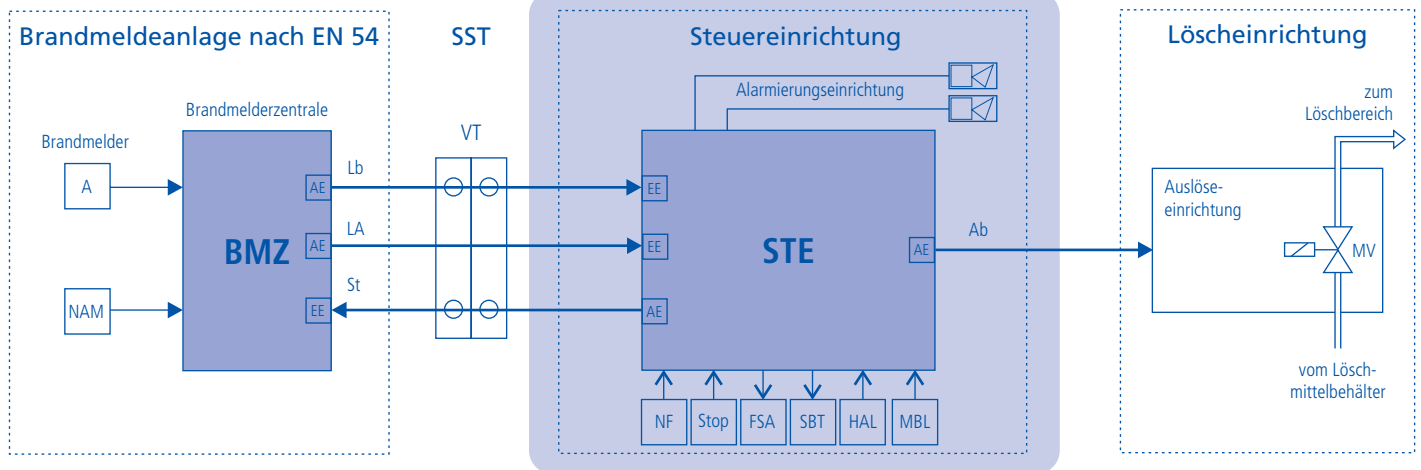 Brandmeldeanlage nach EN 54
SST
Steuereinrichtung
Löscheinrichtung
Alarmierungseinrichtung
zum
Löschbereich
Brandmelderzentrale
Brandmelder
VT
A
NAM
BMZ
AE
AE
EE
Lb
LA
St
EE
EE
AE
STE
AE
Ab
Auslöse-
einrichtung
MV
vom Lösch-
mittelbehälter
NF
Stop
FSA
SBT
HAL
MBL